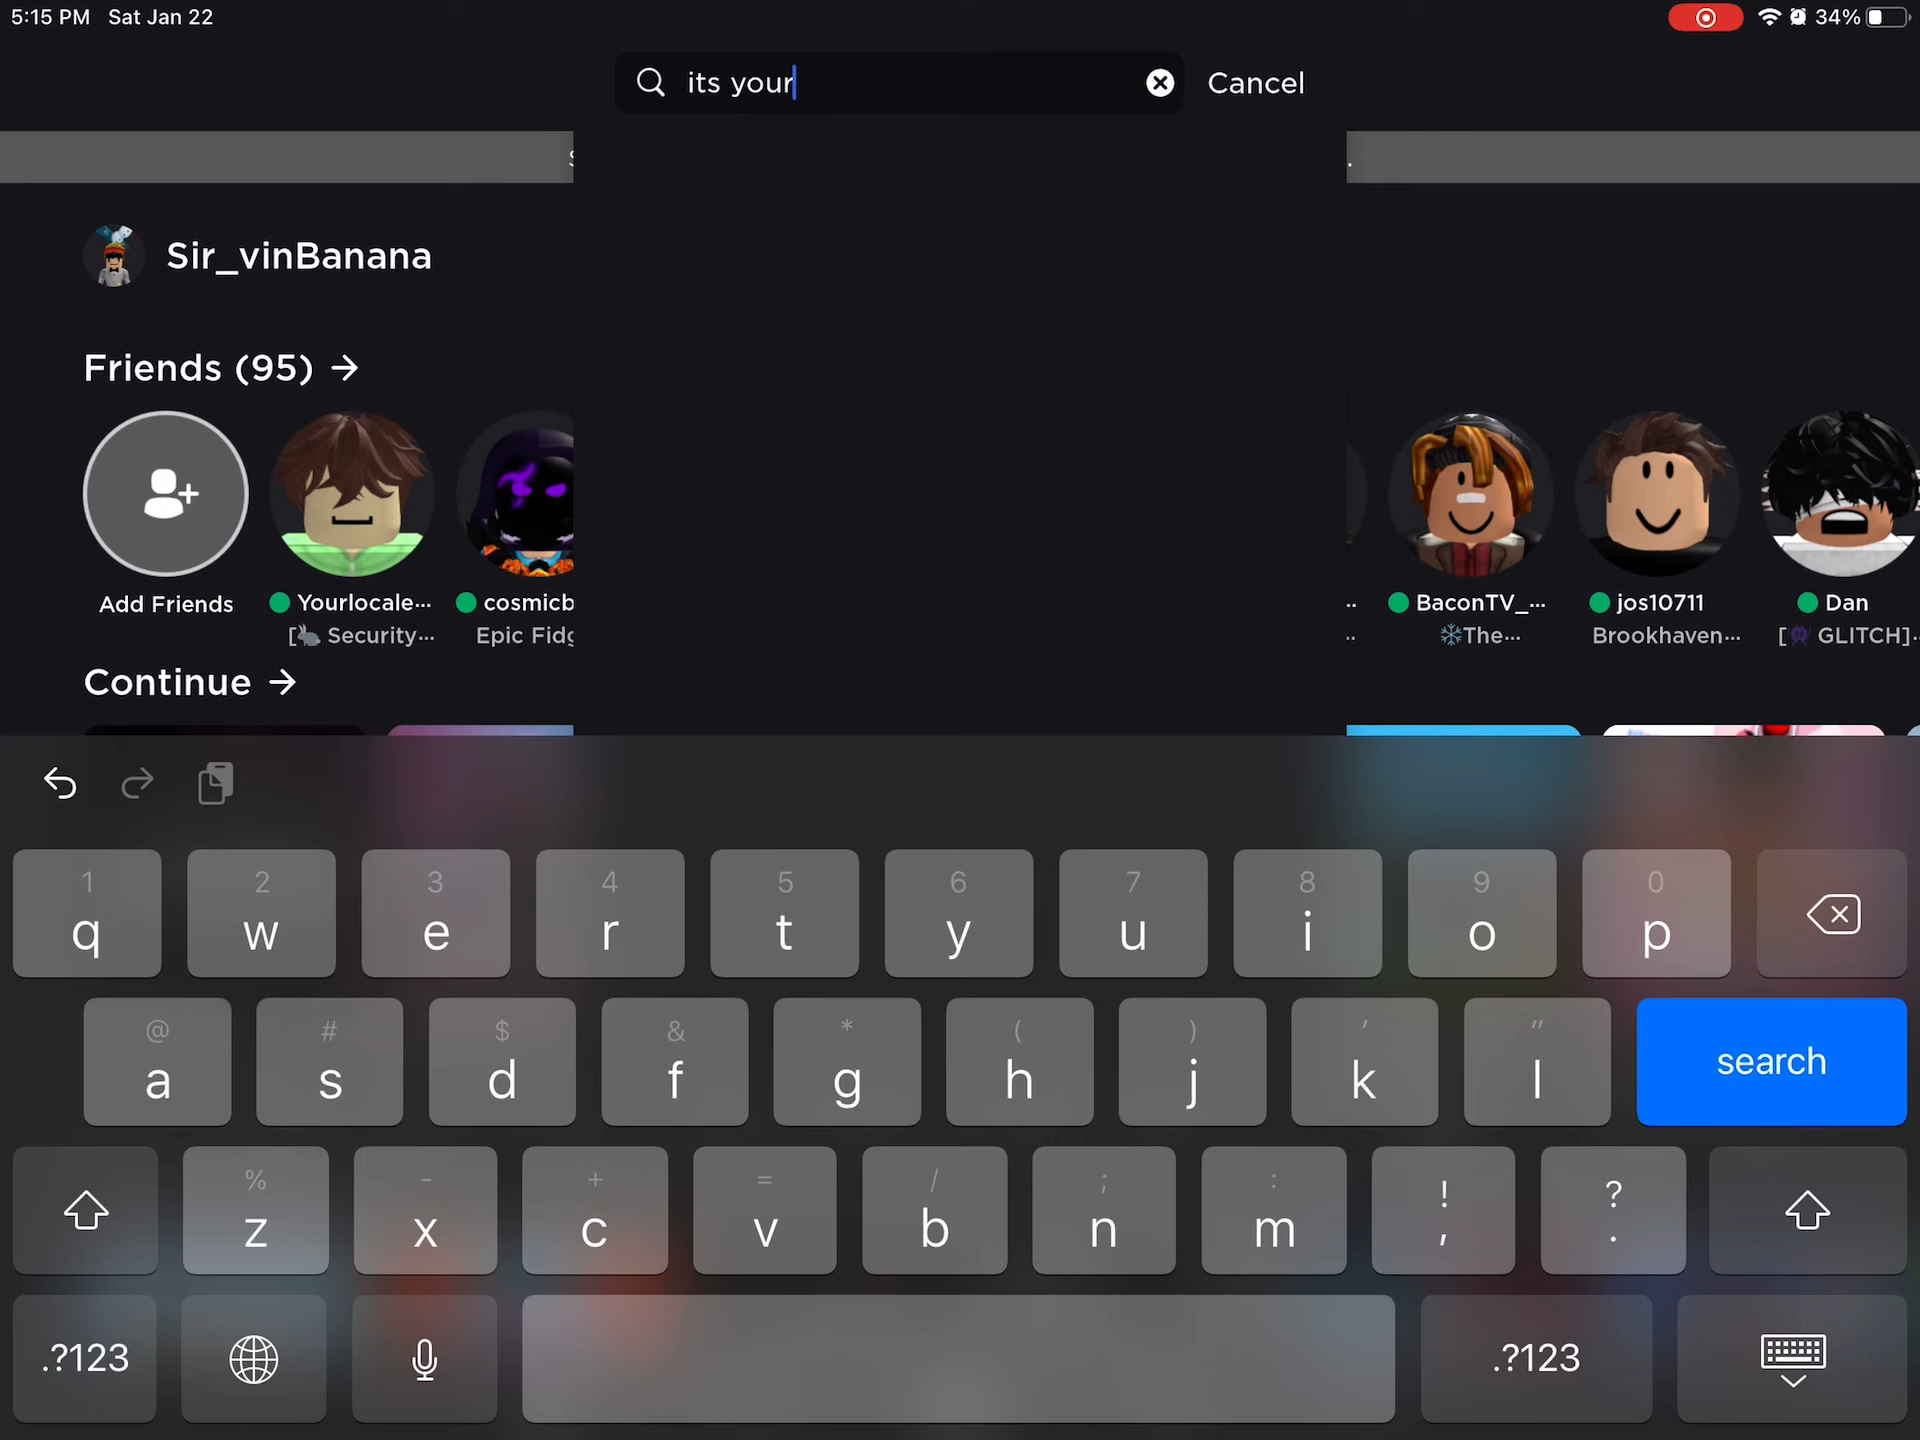 5:15 PM Sat Jan 22
34%
its your
Cancel
Sir_vinBanana
Friends (95) →
Add Friends
Yourlocale...
cosmicb
BaconTV_...
jos10711
Dan
[🐇 Security...
Epic Fidg
❄The...
Brookhaven...
[👾 GLITCH]...
Continue →
1 2 3 4 5 6 7 8 9 0
q w e r t y u i o p
@ # $ & * ( ) ' "
a s d f g h j k l search
% - + = / ; : ! ?
z x c v b n m , .
.?123 .?123